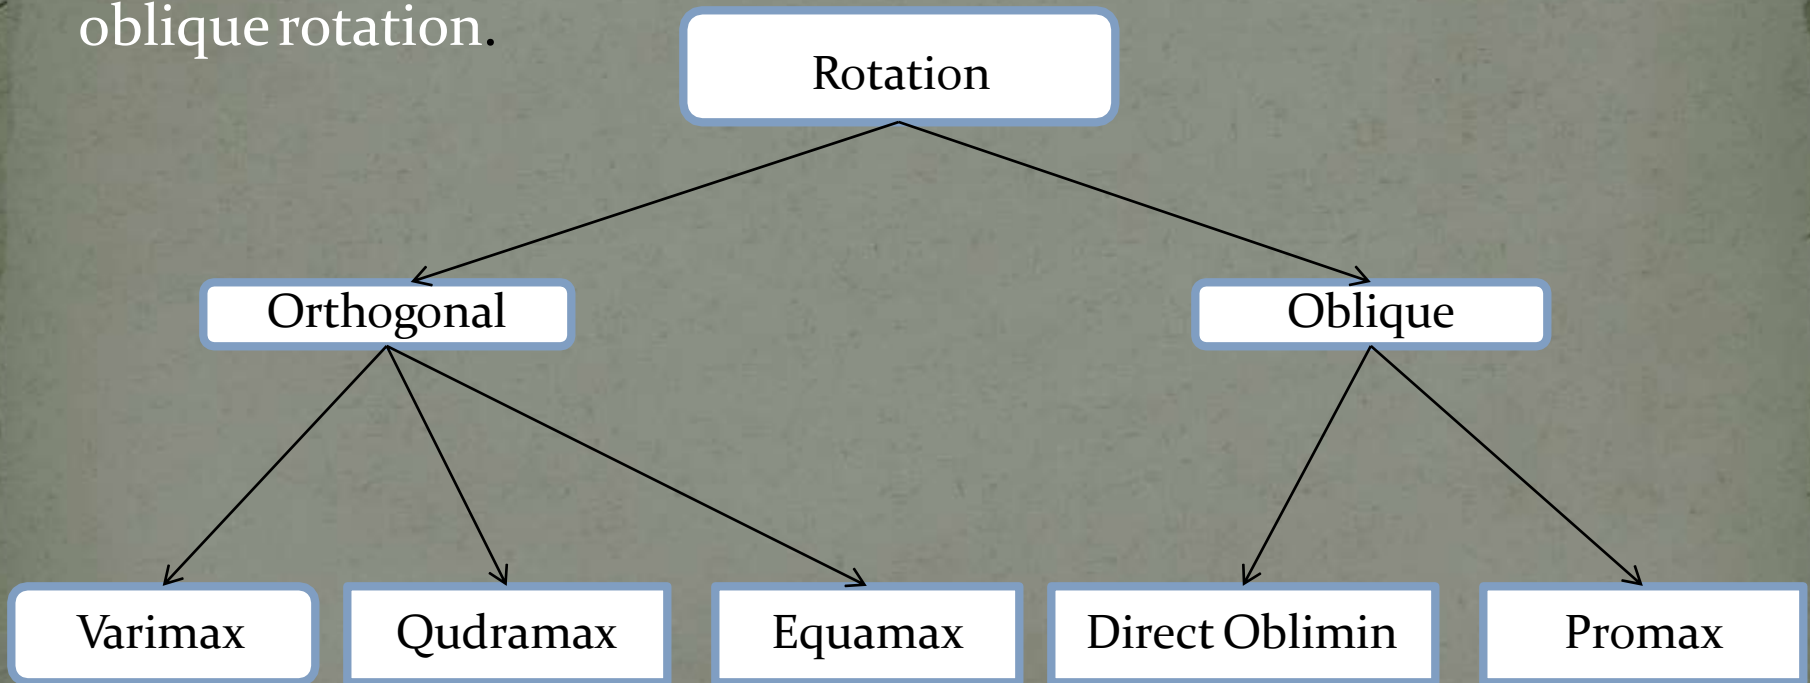 oblique rotation.
Rotation
Orthogonal
Oblique
Varimax
Qudramax
Equamax
Direct Oblimin
Promax